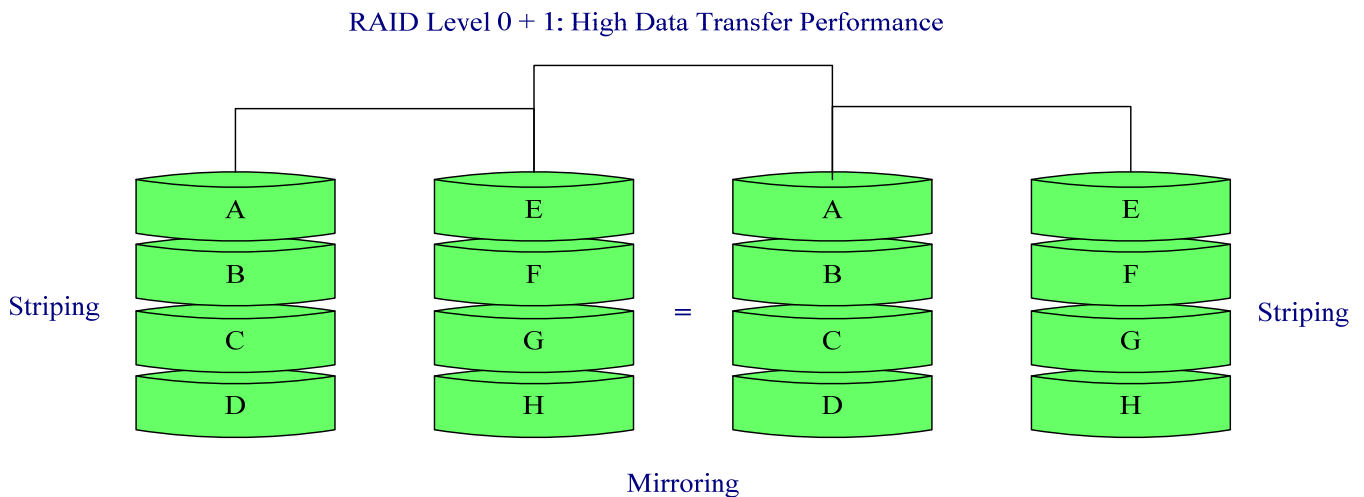 RAID Level 0 + 1: High Data Transfer Performance
A E A E
B F B F
Striping = Striping
C G C G
D H D H
Mirroring